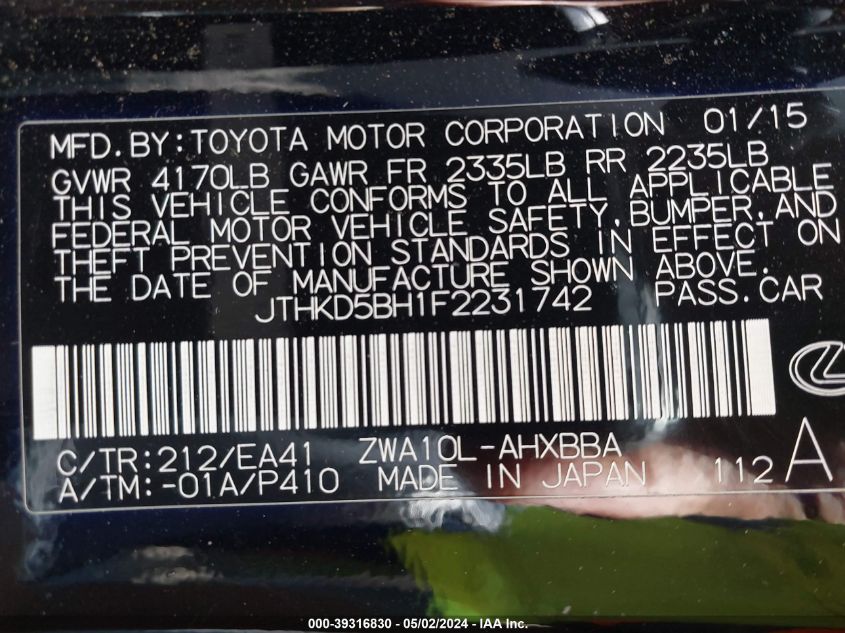 MFD.BY:TOYOTA MOTOR CORPORATION 01/15
GVWR 4170LB GAWR FR 2335LB RR 2235LB
THIS VEHICLE CONFORMS TO ALL APPLICABLE
FEDERAL MOTOR VEHICLE SAFETY,BUMPER,AND
THEFT PREVENTION STANDARDS IN EFFECT ON
THE DATE OF MANUFACTURE SHOWN ABOVE.
JTHKD5BH1F2231742 PASS.CAR
C/TR:212/EA41 ZWA10L-AHXBBA
A/TM:-01A/P410 MADE IN JAPAN 112 A
000-39316830 - 05/02/2024 - IAA Inc.